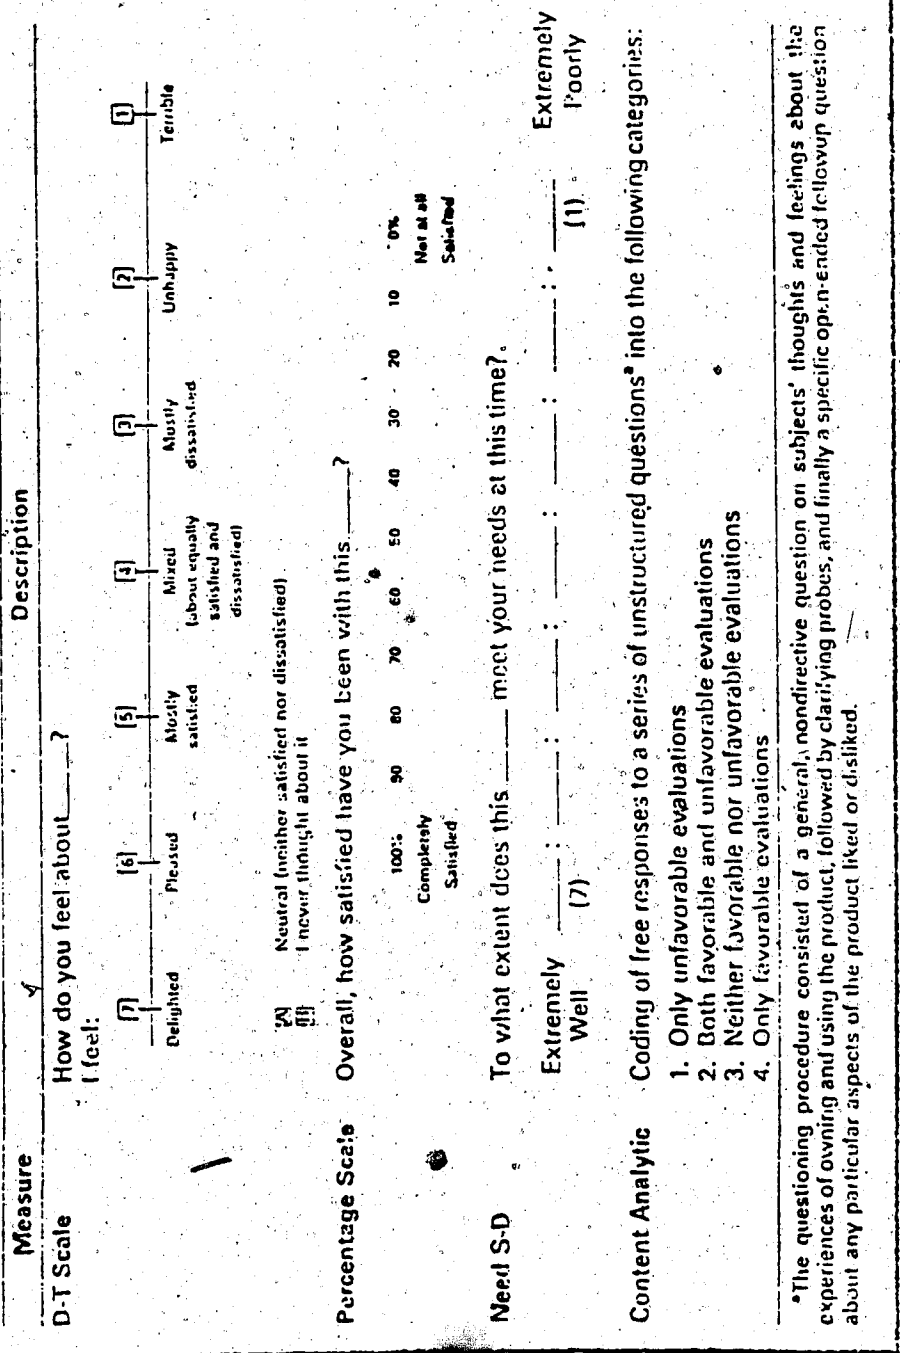 Measure Description
D-T Scale How do you feel about ____?
I feel:
[7] [6] [5] [4] [3] [2] [1]
Delighted Pleased Mostly satisfied Mixed (about equally satisfied and dissatisfied) Mostly dissatisfied Unhappy Terrible
[A] Neutral (neither satisfied nor dissatisfied)
[B] I never thought about it
Percentage Scale Overall, how satisfied have you been with this ____?
100% 90 80 70 60 50 40 30 20 10 0%
Completely Satisfied Not at all Satisfied
Need S-D To what extent does this ____ meet your needs at this time?
Extremely Well ____ : ____ : ____ : ____ : ____ : ____ : ____ Extremely Poorly
(7) (1)
Content Analytic Coding of free responses to a series of unstructured questionsª into the following categories:
1. Only unfavorable evaluations
2. Both favorable and unfavorable evaluations
3. Neither favorable nor unfavorable evaluations
4. Only favorable evaluations
ªThe questioning procedure consisted of a general, nondirective question on subjects' thoughts and feelings about the
experiences of owning and using the product, followed by clarifying probes, and finally a specific open-ended followup question
about any particular aspects of the product liked or disliked.